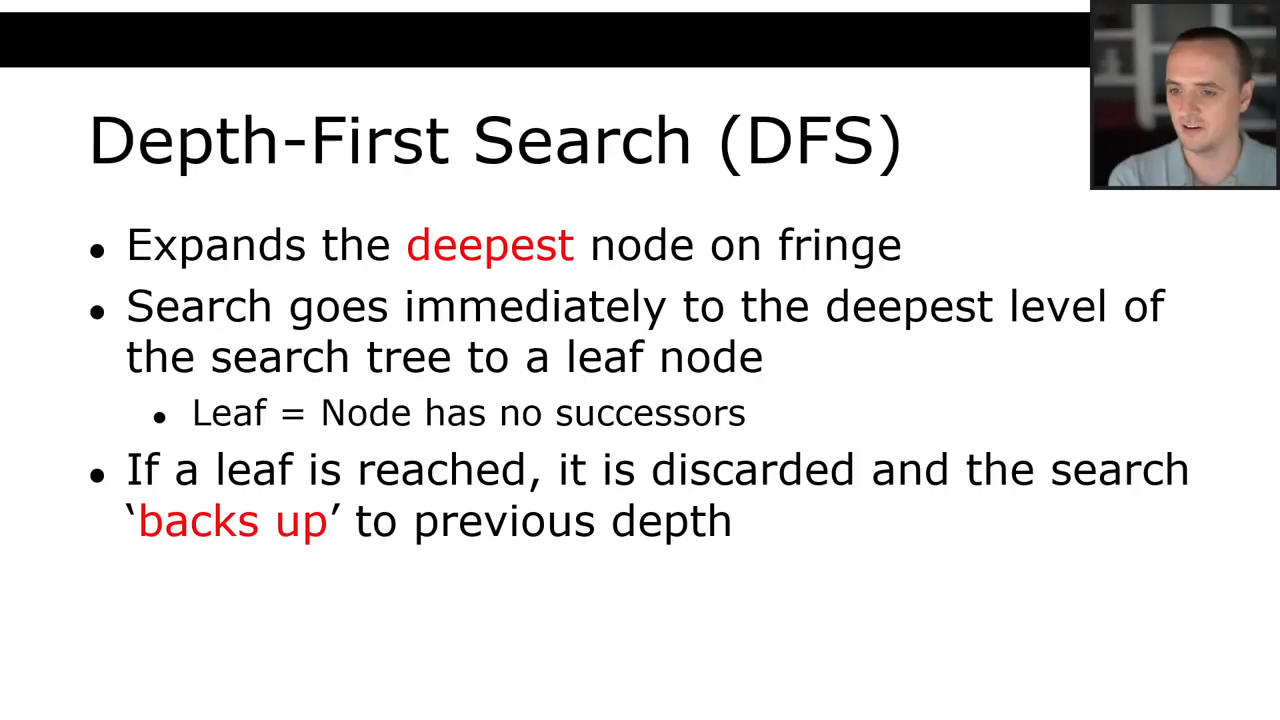 Depth-First Search (DFS)
• Expands the deepest node on fringe
• Search goes immediately to the deepest level of
the search tree to a leaf node
• Leaf = Node has no successors
• If a leaf is reached, it is discarded and the search
‘backs up’ to previous depth